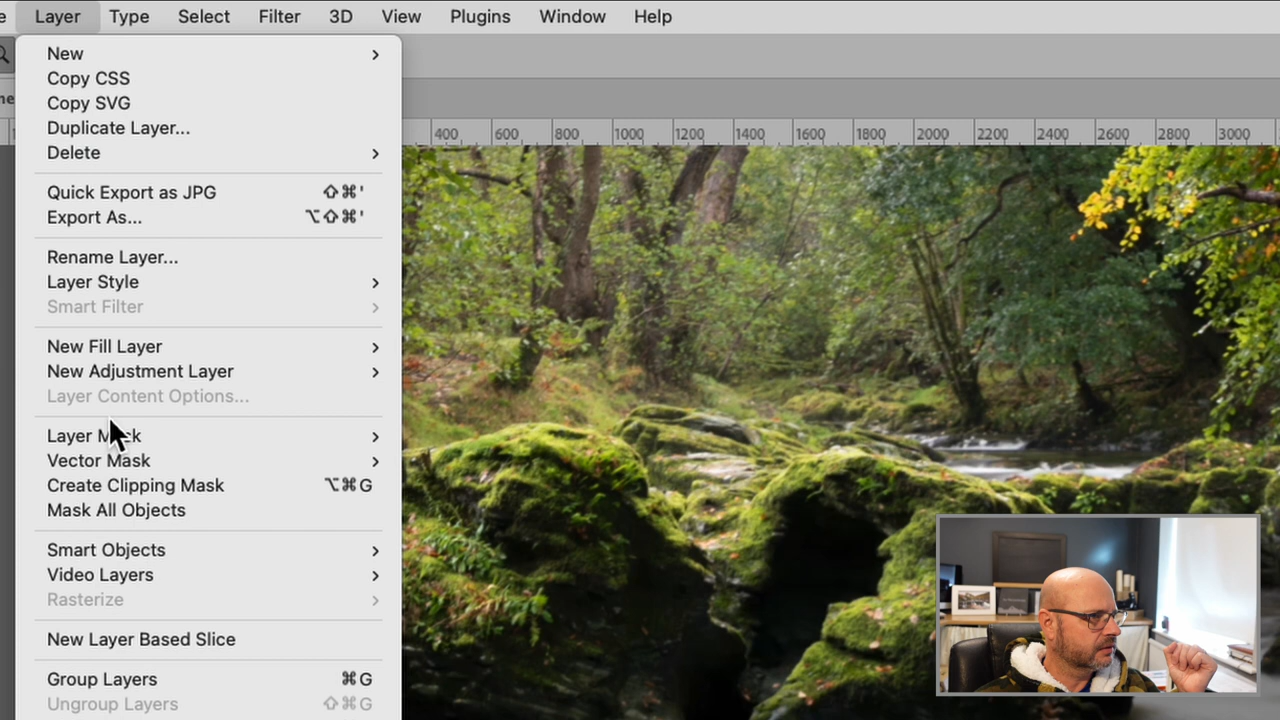 Layer Type Select Filter 3D View Plugins Window Help
New
Copy CSS
Copy SVG
Duplicate Layer...
Delete
400 600 800 1000 1200 1400 1600 1800 2000 2200 2400 2600 2800 3000
Quick Export as JPG ⇧⌘'
Export As... ⌥⇧⌘'
Rename Layer...
Layer Style
Smart Filter
New Fill Layer
New Adjustment Layer
Layer Content Options...
Layer Mask
Vector Mask
Create Clipping Mask ⌥⌘G
Mask All Objects
Smart Objects
Video Layers
Rasterize
New Layer Based Slice
Group Layers ⌘G
Ungroup Layers ⇧⌘G